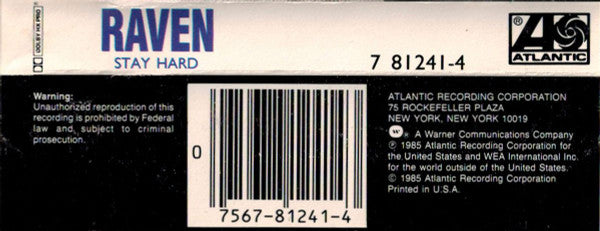 DOLBY HX PRO
RAVEN
STAY HARD
7 81241-4
ATLANTIC
Warning:
Unauthorized reproduction of this
recording is prohibited by Federal
law and subject to criminal
prosecution.
0
7567-81241-4
ATLANTIC RECORDING CORPORATION
75 ROCKEFELLER PLAZA
NEW YORK, NEW YORK 10019
W ® A Warner Communications Company
℗ 1985 Atlantic Recording Corporation for
the United States and WEA International Inc.
for the world outside of the United States.
© 1985 Atlantic Recording Corporation
Printed in U.S.A.